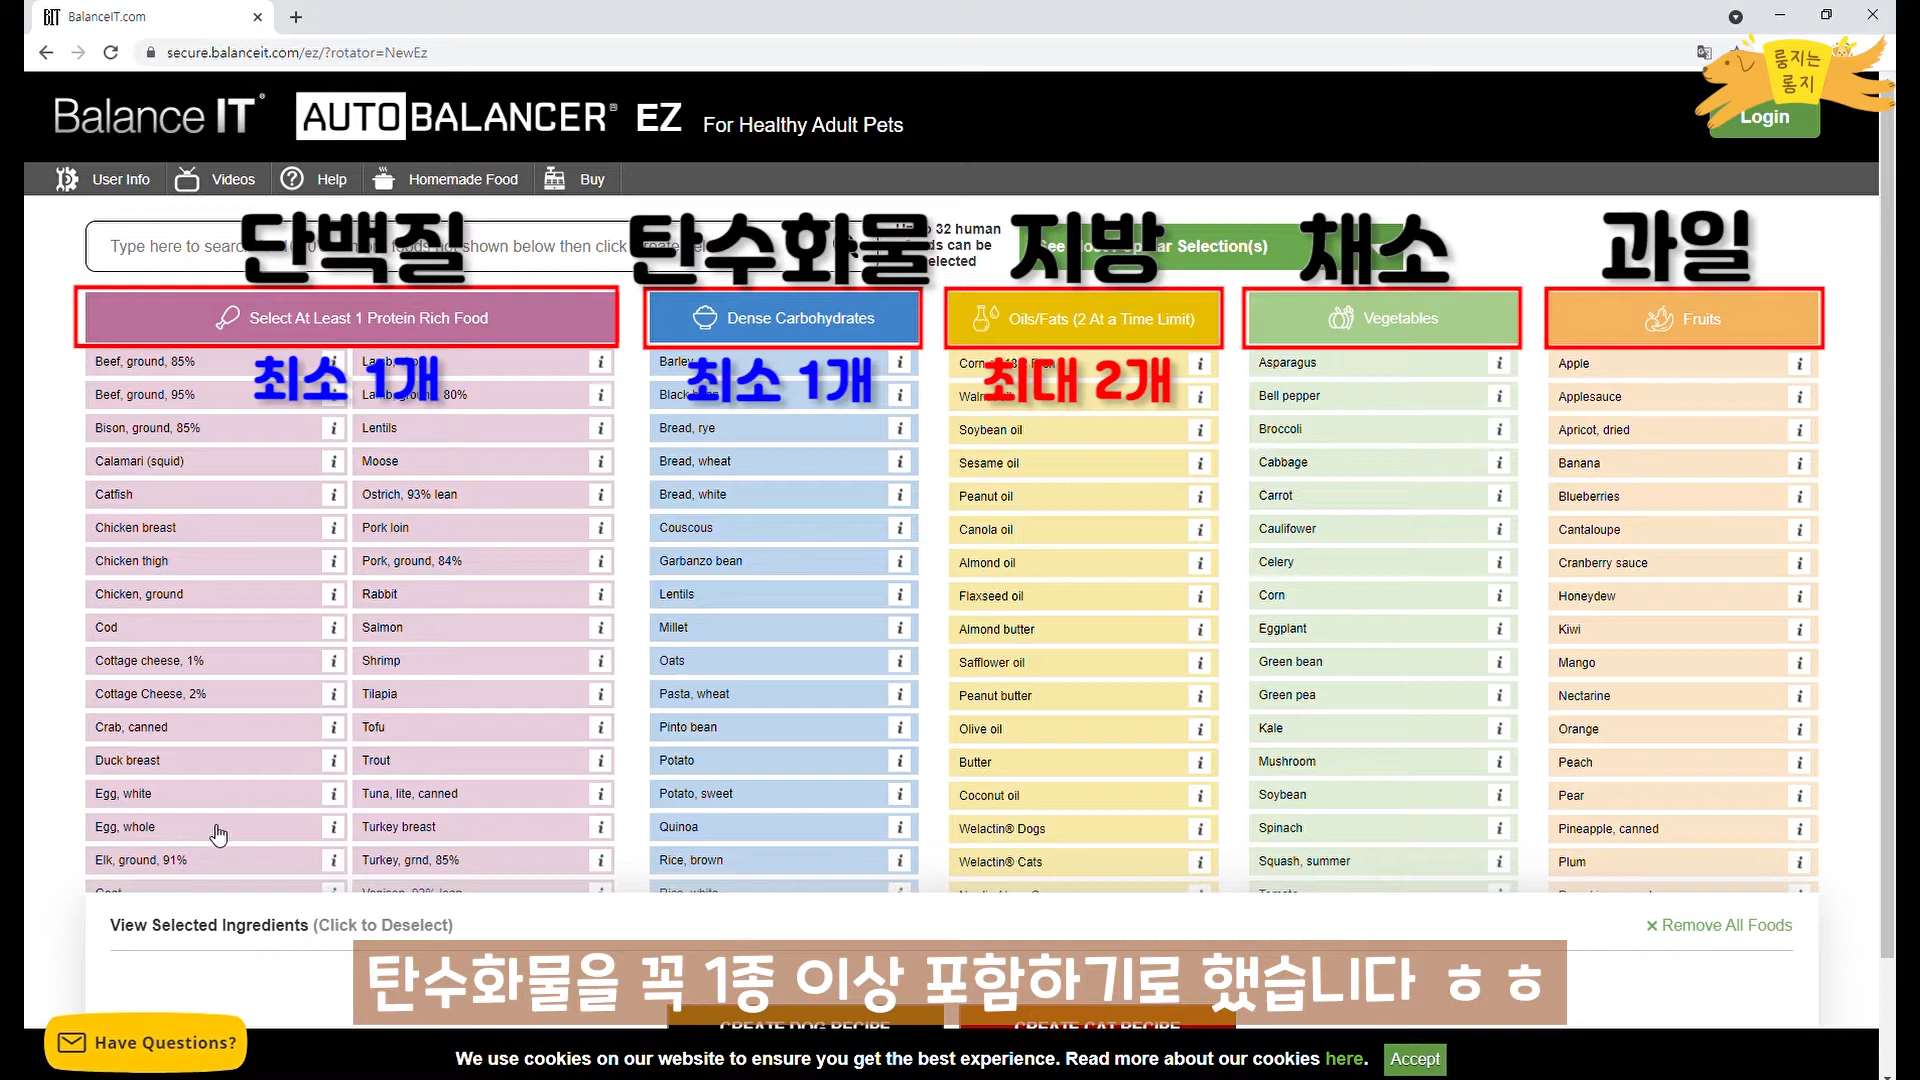 BalanceIT.com
secure.balanceit.com/ez/?rotator=NewEz
룽지는
롱지
Balance IT AUTOBALANCER EZ For Healthy Adult Pets
Login
User Info Videos Help Homemade Food Buy
단백질 탄수화물 지방 채소 과일
Type here to search
32 human
can be
Selection(s)
Select At Least 1 Protein Rich Food
Dense Carbohydrates
Oils/Fats (2 At a Time Limit)
Vegetables
Fruits
최소 1개
최소 1개
최대 2개
Beef, ground, 85%
Beef, ground, 95%
Bison, ground, 85%
Calamari (squid)
Catfish
Chicken breast
Chicken thigh
Chicken, ground
Cod
Cottage cheese, 1%
Cottage Cheese, 2%
Crab, canned
Duck breast
Egg, white
Egg, whole
Elk, ground, 91%
80%
Lentils
Moose
Ostrich, 93% lean
Pork loin
Pork, ground, 84%
Rabbit
Salmon
Shrimp
Tilapia
Tofu
Trout
Tuna, lite, canned
Turkey breast
Turkey, grnd, 85%
Barley
Black
Bread, rye
Bread, wheat
Bread, white
Couscous
Garbanzo bean
Lentils
Millet
Oats
Pasta, wheat
Pinto bean
Potato
Potato, sweet
Quinoa
Rice, brown
Soybean oil
Sesame oil
Peanut oil
Canola oil
Almond oil
Flaxseed oil
Almond butter
Safflower oil
Peanut butter
Olive oil
Butter
Coconut oil
Welactin® Dogs
Welactin® Cats
Asparagus
Bell pepper
Broccoli
Cabbage
Carrot
Cauliflower
Celery
Corn
Eggplant
Green bean
Green pea
Kale
Mushroom
Soybean
Spinach
Squash, summer
Apple
Applesauce
Apricot, dried
Banana
Blueberries
Cantaloupe
Cranberry sauce
Honeydew
Kiwi
Mango
Nectarine
Orange
Peach
Pear
Pineapple, canned
Plum
View Selected Ingredients (Click to Deselect)
× Remove All Foods
탄수화물을 꼭 1종 이상 포함하기로 했습니다 ㅎㅎ
CREATE DOG RECIPE
CREATE CAT RECIPE
Have Questions?
We use cookies on our website to ensure you get the best experience. Read more about our cookies here. Accept